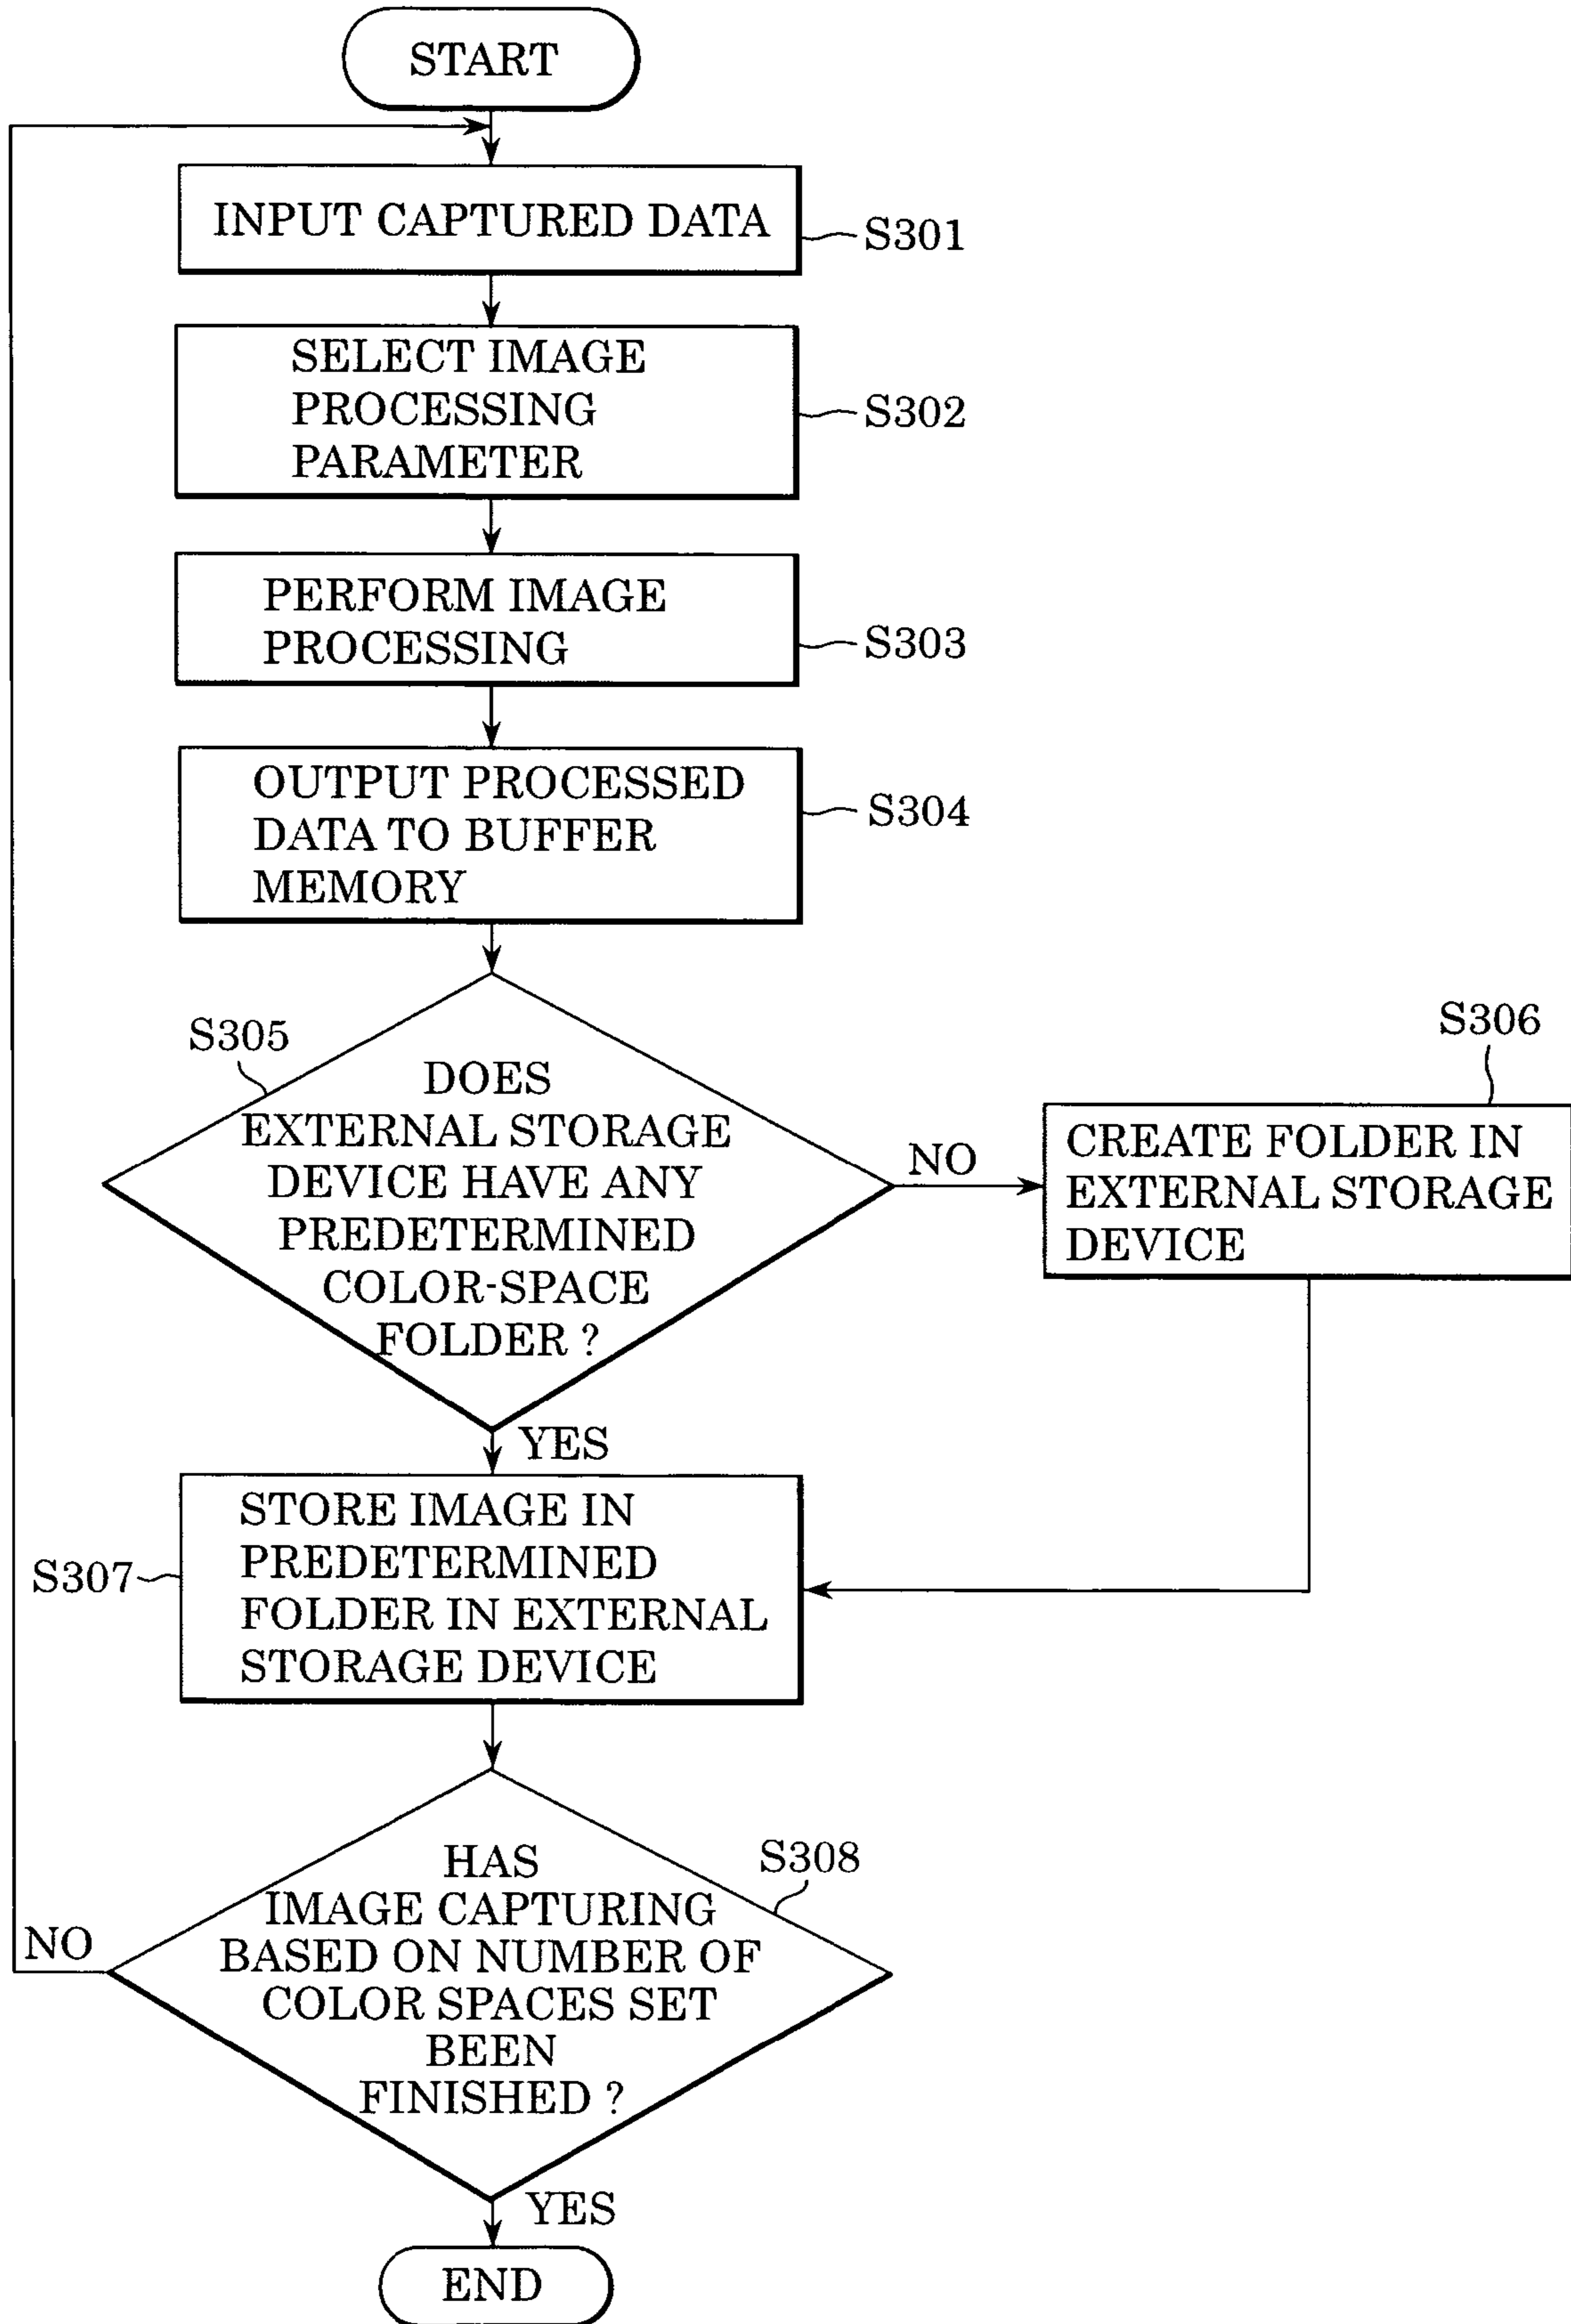 START
INPUT CAPTURED DATA
S301
SELECT IMAGE
PROCESSING
PARAMETER
S302
PERFORM IMAGE
PROCESSING
S303
OUTPUT PROCESSED
DATA TO BUFFER
MEMORY
S304
S305
DOES
EXTERNAL STORAGE
DEVICE HAVE ANY
PREDETERMINED
COLOR-SPACE
FOLDER ?
NO
S306
CREATE FOLDER IN
EXTERNAL STORAGE
DEVICE
YES
S307
STORE IMAGE IN
PREDETERMINED
FOLDER IN EXTERNAL
STORAGE DEVICE
S308
HAS
IMAGE CAPTURING
BASED ON NUMBER OF
COLOR SPACES SET
BEEN
FINISHED ?
NO
YES
END